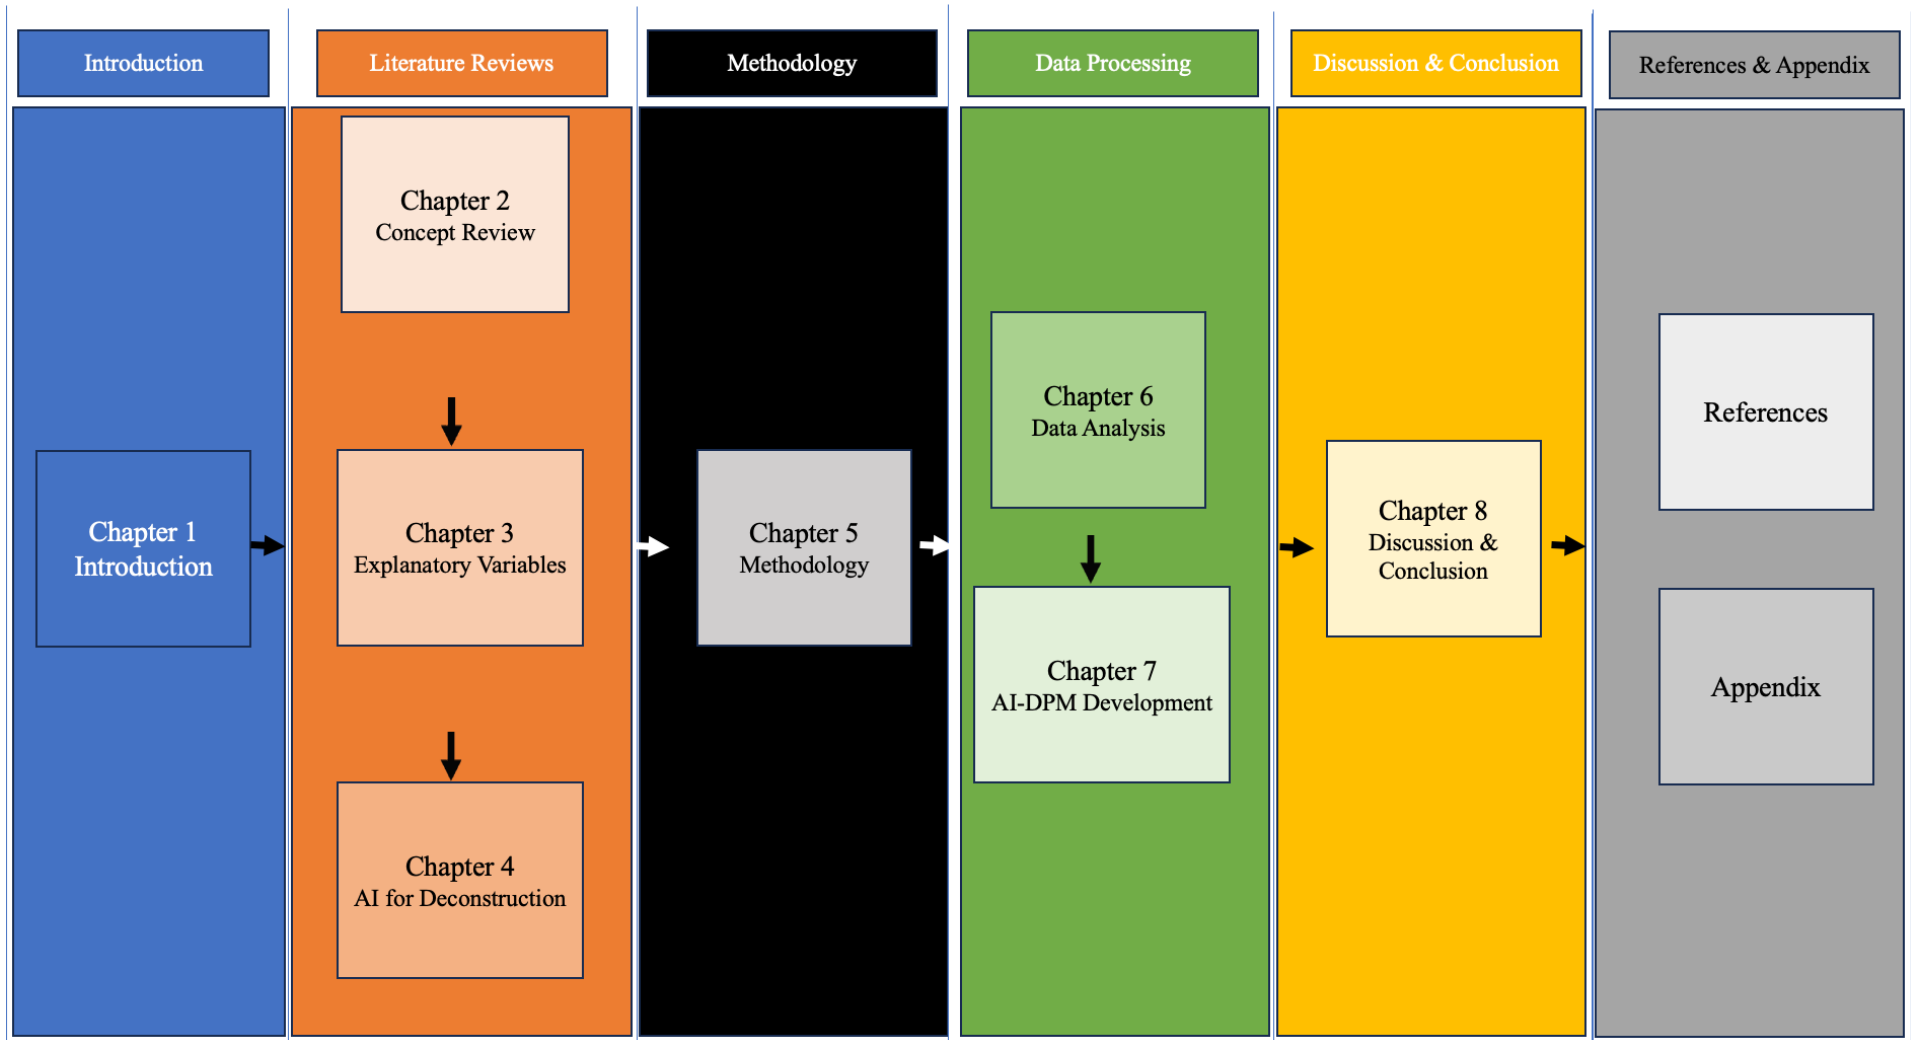 Introduction
Literature Reviews
Methodology
Data Processing
Discussion & Conclusion
References & Appendix
Chapter 1
Introduction
Chapter 2
Concept Review
Chapter 3
Explanatory Variables
Chapter 4
AI for Deconstruction
Chapter 5
Methodology
Chapter 6
Data Analysis
Chapter 7
AI-DPM Development
Chapter 8
Discussion &
Conclusion
References
Appendix